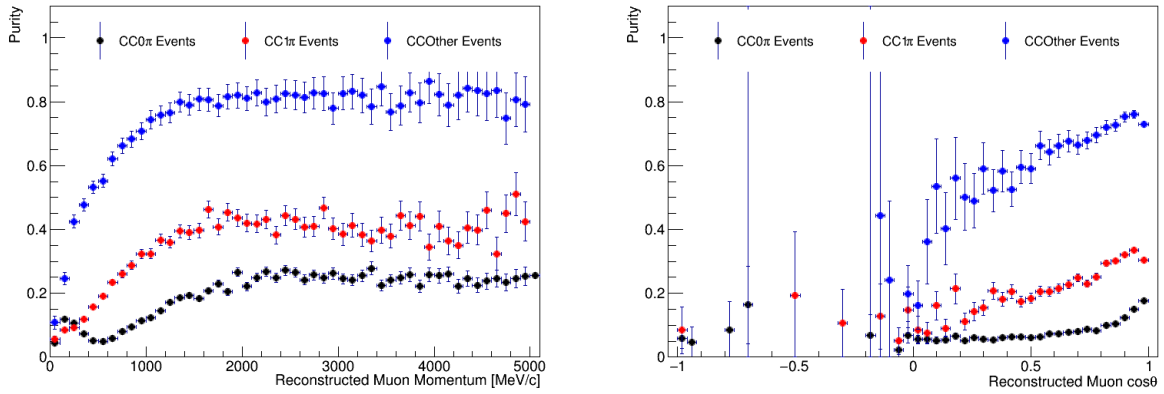 Purity
CC0π Events CC1π Events CCOther Events
1
0.8
0.6
0.4
0.2
0
0 1000 2000 3000 4000 5000
Reconstructed Muon Momentum [MeV/c]
Purity
CC0π Events CC1π Events CCOther Events
1
0.8
0.6
0.4
0.2
0
−1 −0.5 0 0.5 1
Reconstructed Muon cosθ